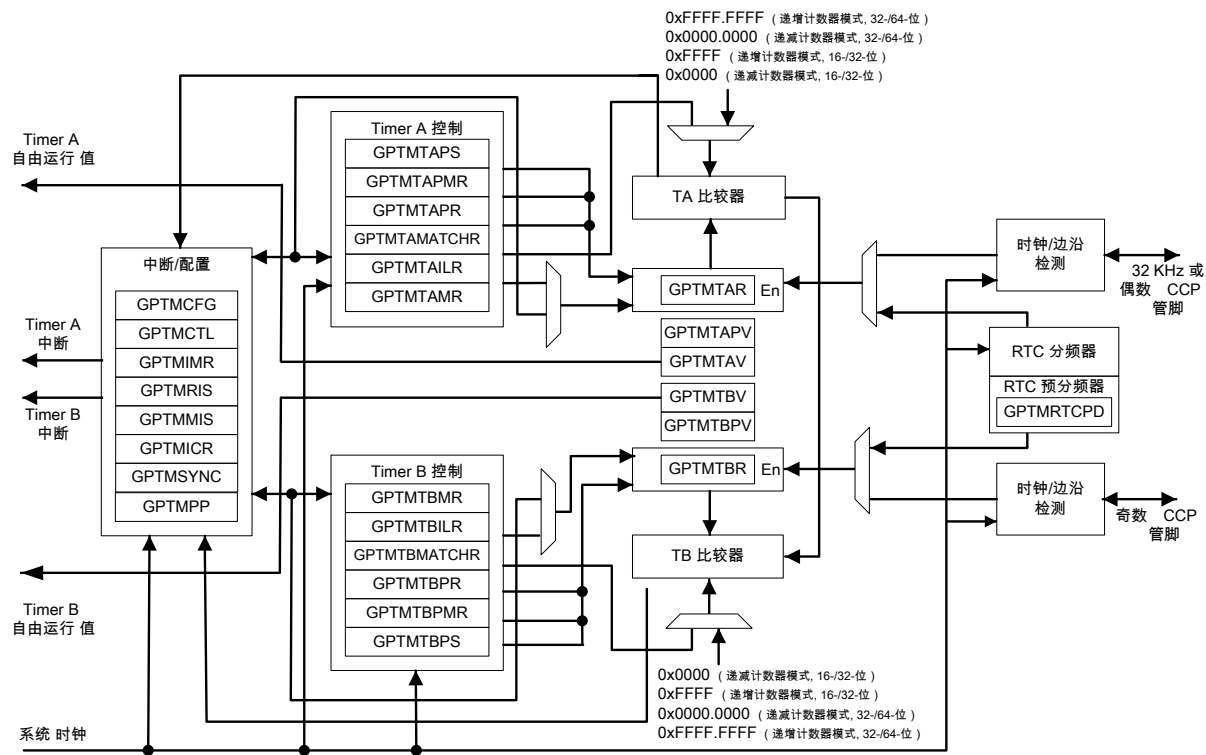 0xFFFF.FFFF （递增计数器模式, 32-/64-位）
0x0000.0000 （递减计数器模式, 32-/64-位）
0xFFFF （递增计数器模式, 16-/32-位）
0x0000 （递减计数器模式, 16-/32-位）
Timer A
自由运行 值
Timer A 控制
GPTMTAPS
GPTMTAPMR
GPTMTAPR
GPTMTAMATCHR
GPTMTAILR
GPTMTAMR
TA 比较器
GPTMTAR
En
时钟/边沿
检测
32 KHz 或
偶数 CCP
管脚
中断/配置
GPTMCFG
GPTMCTL
GPTMIMR
GPTMRIS
GPTMMIS
GPTMICR
GPTMSYNC
GPTMPP
Timer A
中断
Timer B
中断
GPTMTAPV
GPTMTAV
GPTMTBV
GPTMTBPV
RTC 分频器
RTC 预分频器
GPTMRTCPD
Timer B 控制
GPTMTBMR
GPTMTBILR
GPTMTBMATCHR
GPTMTBPR
GPTMTBPMR
GPTMTBPS
GPTMTBR
En
TB 比较器
时钟/边沿
检测
奇数 CCP
管脚
Timer B
自由运行 值
0x0000 （递减计数器模式, 16-/32-位）
0xFFFF （递增计数器模式, 16-/32-位）
0x0000.0000 （递减计数器模式, 32-/64-位）
0xFFFF.FFFF （递增计数器模式, 32-/64-位）
系统 时钟